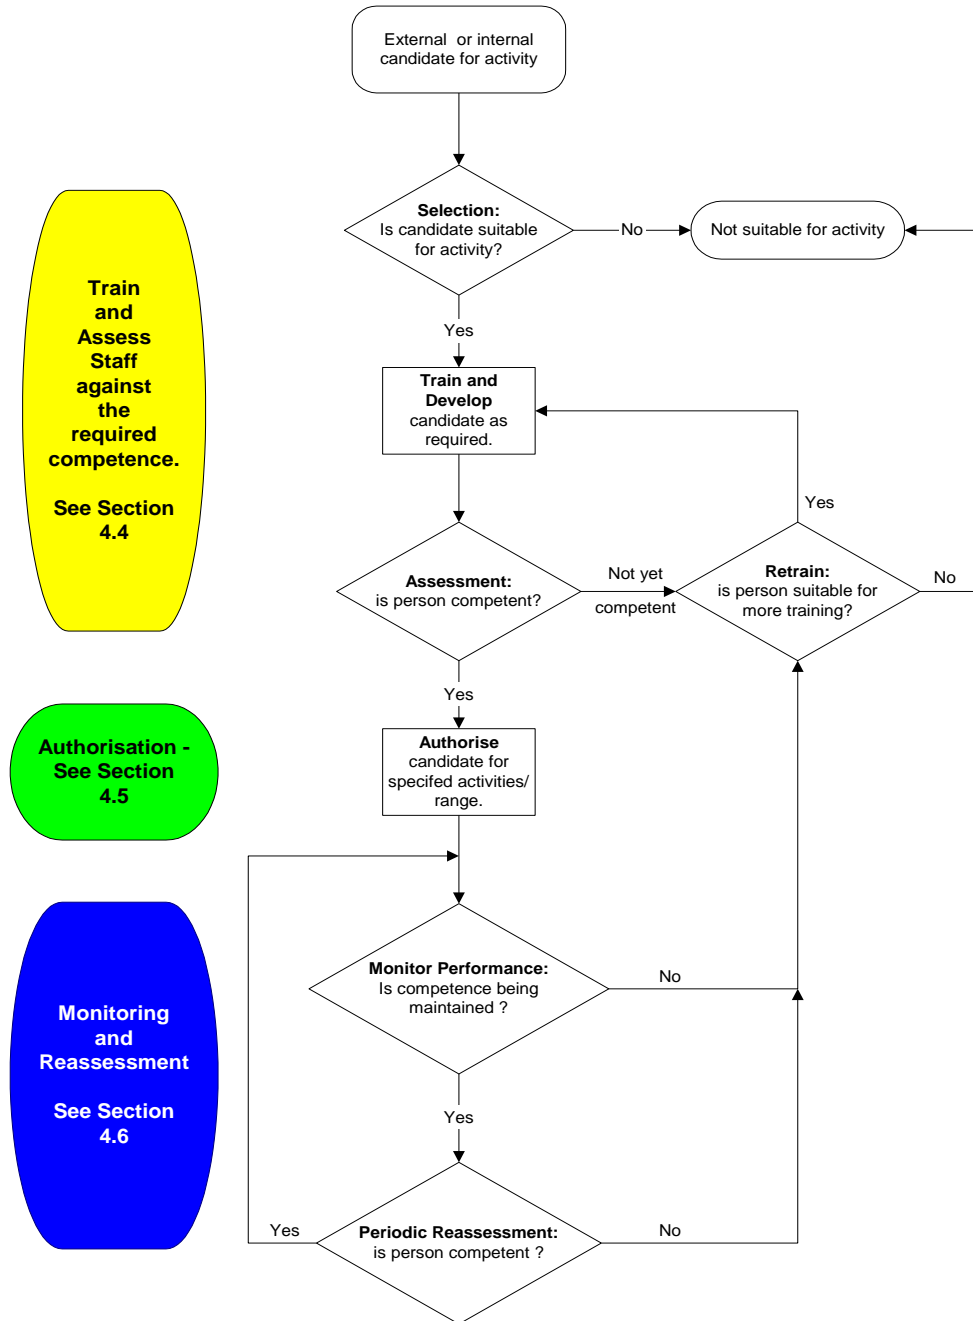 External or internal
candidate for activity
Selection:
Is candidate suitable
for activity?
No
Not suitable for activity
Yes
Train
and
Assess
Staff
against
the
required
competence.
See Section
4.4
Train and
Develop
candidate as
required.
Yes
Assessment:
is person competent?
Not yet
competent
Retrain:
is person suitable for
more training?
No
Yes
Authorisation -
See Section
4.5
Authorise
candidate for
specifed activities/
range.
Monitoring
and
Reassessment
See Section
4.6
Monitor Performance:
Is competence being
maintained ?
No
Yes
Yes
Periodic Reassessment:
is person competent ?
No